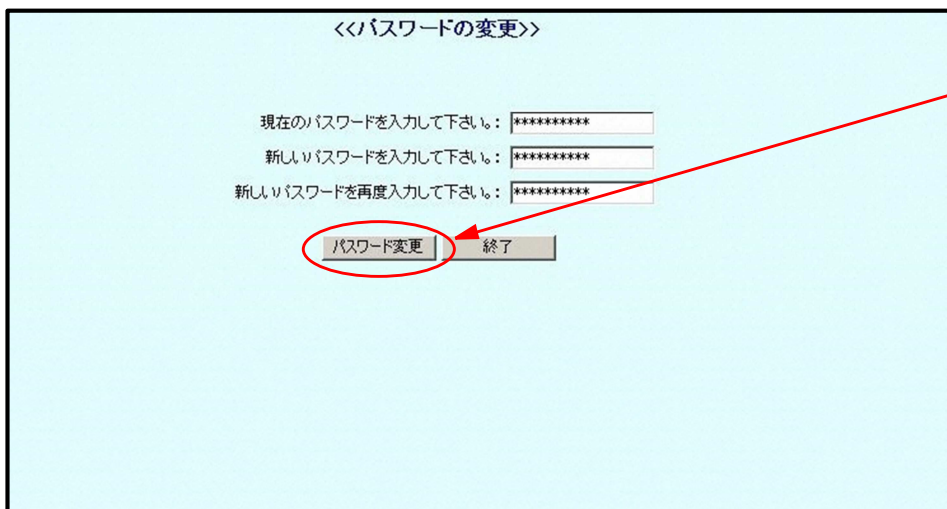 <<パスワードの変更>>
現在のパスワードを入力して下さい。: **********
新しいパスワードを入力して下さい。: **********
新しいパスワードを再度入力して下さい。: **********
パスワード変更 終了